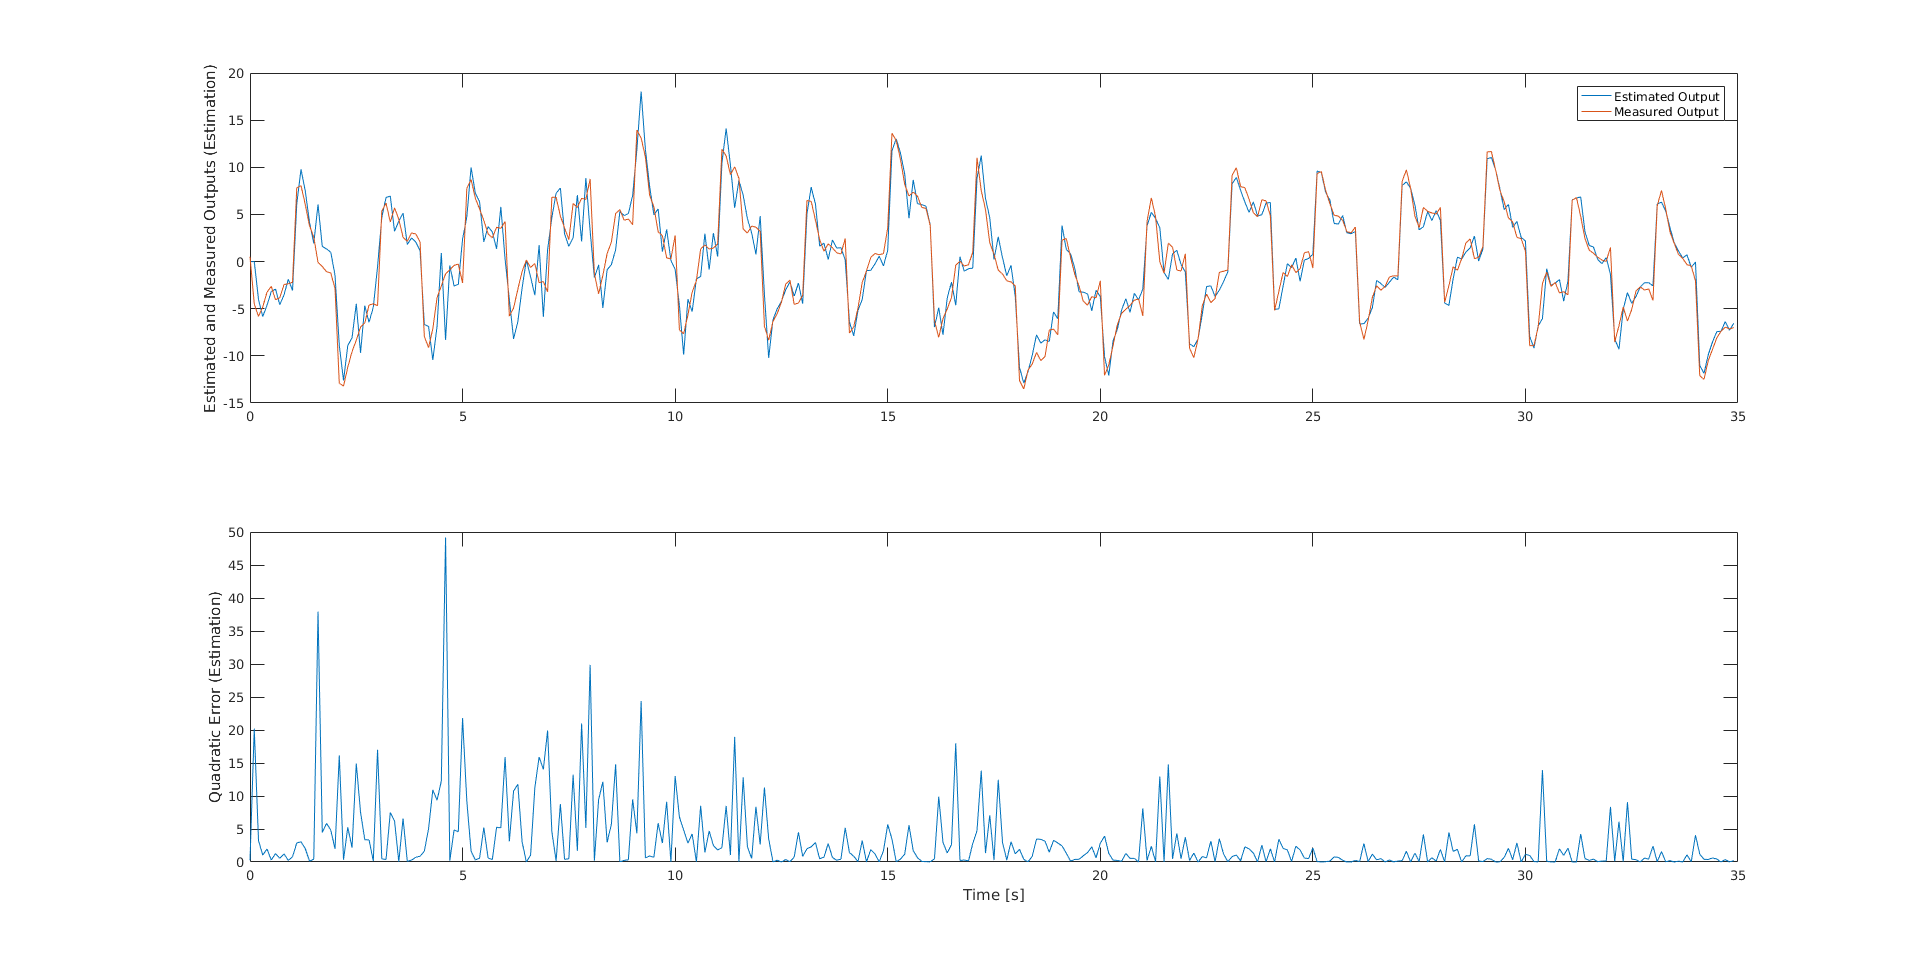 Estimated and Measured Outputs (Estimation)
20
15
10
5
0
-5
-10
-15
0 5 10 15 20 25 30 35
Estimated Output
Measured Output
Quadratic Error (Estimation)
50
45
40
35
30
25
20
15
10
5
0
0 5 10 15 20 25 30 35
Time [s]